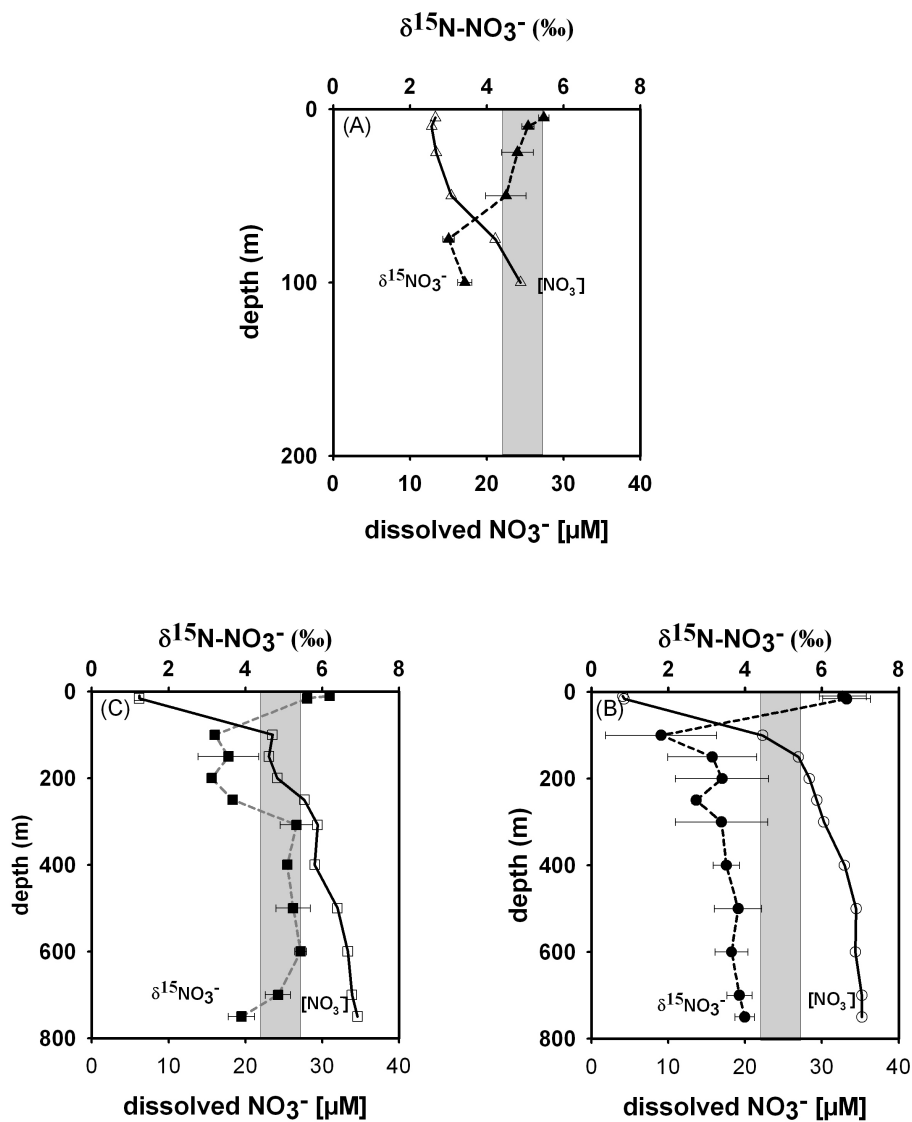 δ15N-NO3- (‰)
0 2 4 6 8
(A)
0
100
200
depth (m)
δ15NO3-
[NO3]
0 10 20 30 40
dissolved NO3- [µM]
δ15N-NO3- (‰)
0 2 4 6 8
(C)
0
200
400
600
800
depth (m)
δ15NO3-
[NO3]
0 10 20 30 40
dissolved NO3- [µM]
δ15N-NO3- (‰)
0 2 4 6 8
(B)
0
200
400
600
800
depth (m)
δ15NO3-
[NO3]
0 10 20 30 40
dissolved NO3- [µM]